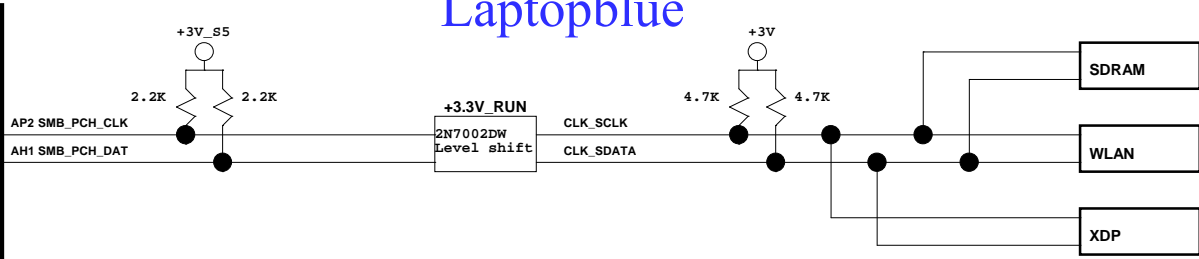 Laptopblue
+3V_S5
+3V
2.2K
2.2K
4.7K
4.7K
SDRAM
+3.3V_RUN
AP2 SMB_PCH_CLK
CLK_SCLK
2N7002DW
Level shift
AH1 SMB_PCH_DAT
CLK_SDATA
WLAN
XDP